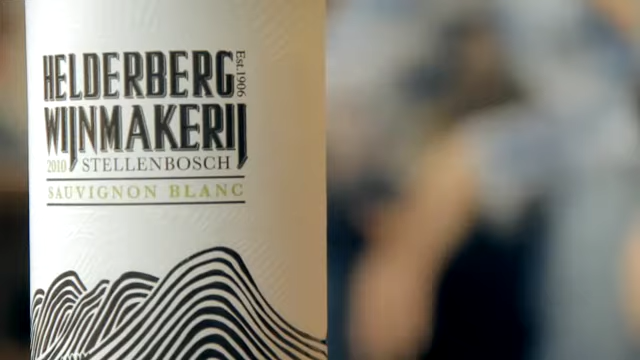 HELDERBERG
Est.1906
WIJNMAKERIJ
2010 STELLENBOSCH
SAUVIGNON BLANC